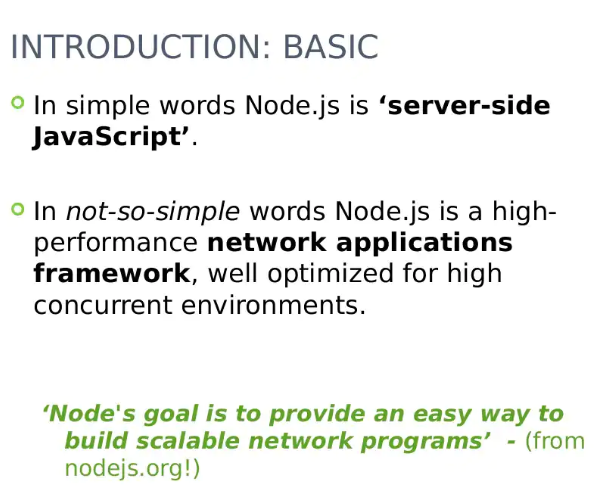 INTRODUCTION: BASIC
In simple words Node.js is ‘server-side
JavaScript’.
In not-so-simple words Node.js is a high-
performance network applications
framework, well optimized for high
concurrent environments.
‘Node's goal is to provide an easy way to
build scalable network programs’ - (from
nodejs.org!)